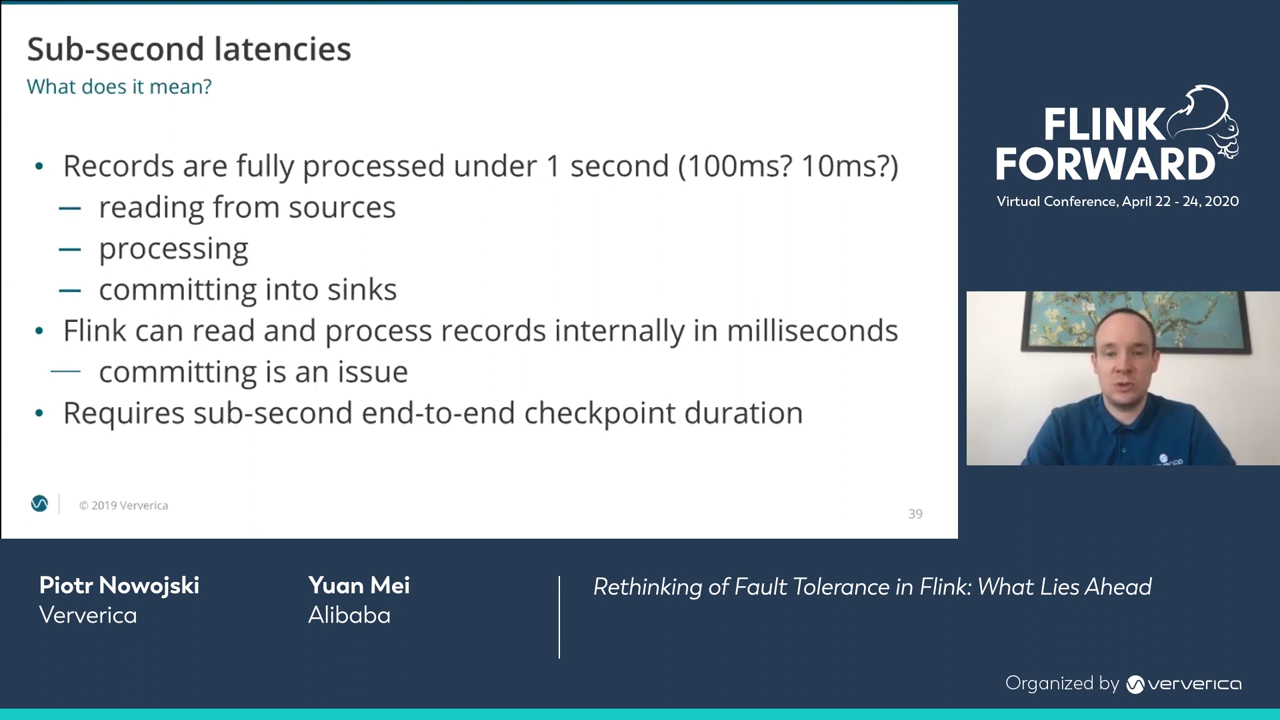 Sub-second latencies
What does it mean?
• Records are fully processed under 1 second (100ms? 10ms?)
— reading from sources
— processing
— committing into sinks
• Flink can read and process records internally in milliseconds
— committing is an issue
• Requires sub-second end-to-end checkpoint duration
© 2019 Ververica
39
FLINK
FORWARD
Virtual Conference, April 22 - 24, 2020
Piotr Nowojski
Ververica
Yuan Mei
Alibaba
Rethinking of Fault Tolerance in Flink: What Lies Ahead
Organized by ververica